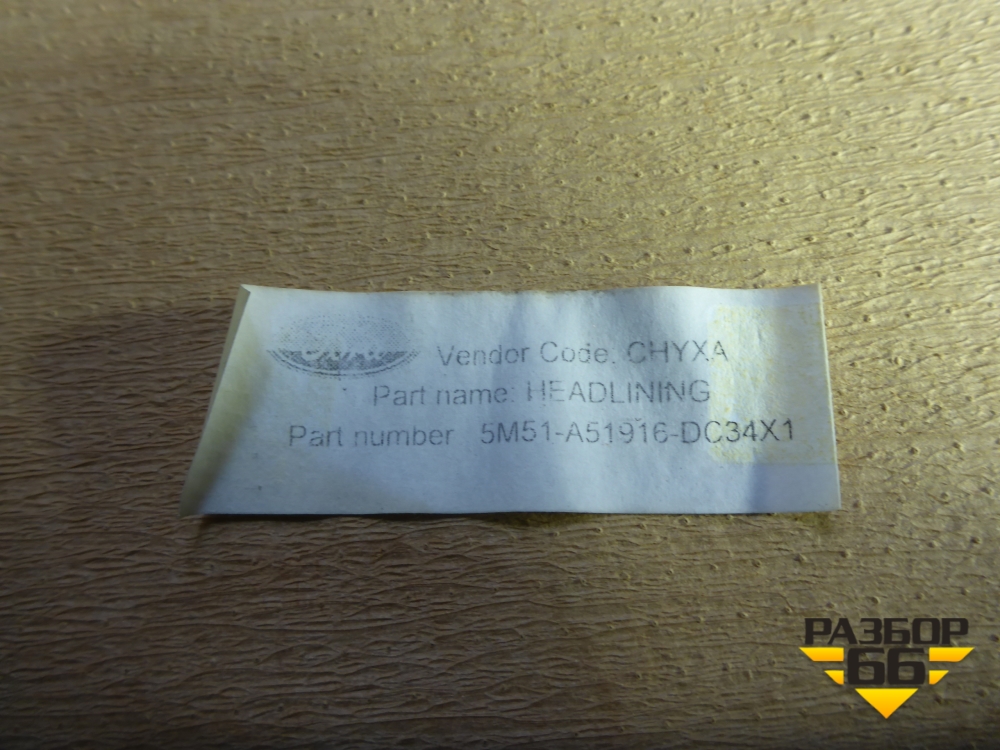 Vendor Code: CHYXA
Part name: HEADLINING
Part number 5M51-A51916-DC34X1
РАЗБОР
66